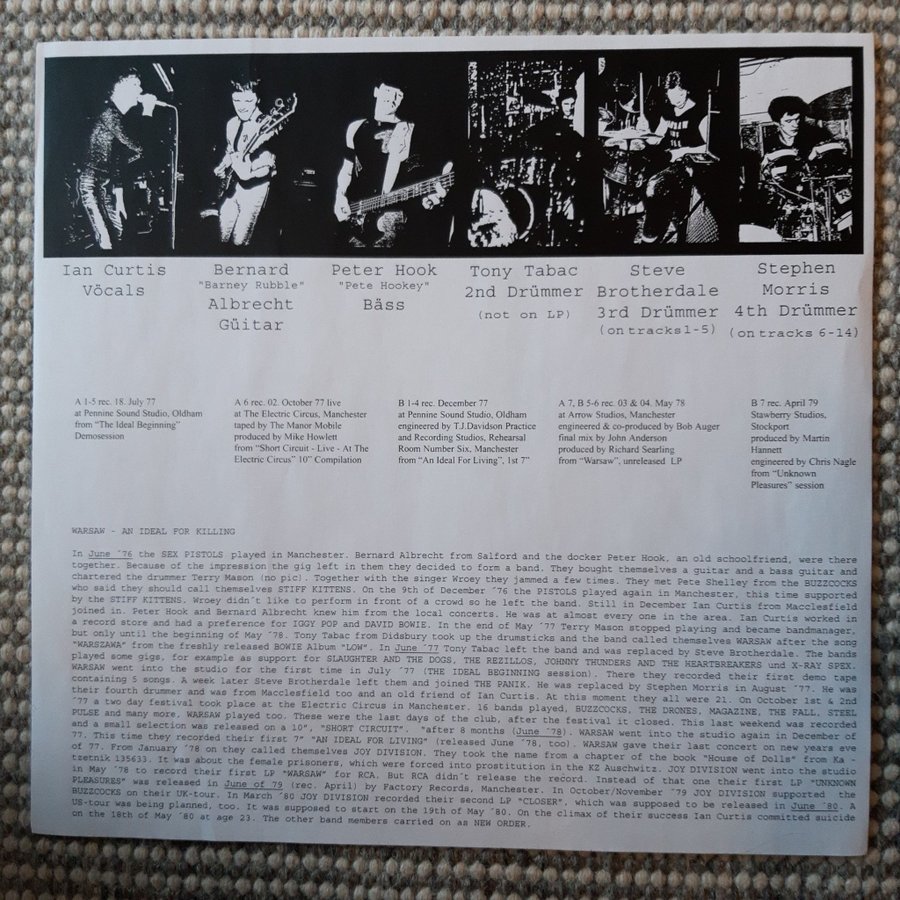 Ian Curtis
Vöcals
Bernard
"Barney Rubble"
Albrecht
Güitar
Peter Hook
"Pete Hookey"
Bäss
Tony Tabac
2nd Drümmer
(not on LP)
Steve
Brotherdale
3rd Drümmer
(on tracks1-5)
Stephen
Morris
4th Drümmer
(on tracks 6-14)
A 1-5 rec. 18. July 77
at Pennine Sound Studio, Oldham
from "The Ideal Beginning"
Demosession
A 6 rec. 02. October 77 live
at The Electric Circus, Manchester
taped by The Manor Mobile
produced by Mike Howlett
from "Short Circuit - Live - At The
Electric Circus" 10" Compilation
B 1-4 rec. December 77
at Pennine Sound Studio, Oldham
engineered by T.J.Davidson Practice
and Recording Studios, Rehearsal
Room Number Six, Manchester
from "An Ideal For Living", 1st 7"
A 7, B 5-6 rec. 03 & 04. May 78
at Arrow Studios, Manchester
engineered & co-produced by Bob Auger
final mix by John Anderson
produced by Richard Searling
from "Warsaw", unreleased LP
B 7 rec. April 79
Stawberry Studios,
Stockport
produced by Martin
Hannett
engineered by Chris Nagle
from "Unknown
Pleasures" session
WARSAW - AN IDEAL FOR KILLING
In June ´76 the SEX PISTOLS played in Manchester. Bernard Albrecht from Salford and the docker Peter Hook, an old schoolfriend, were there
together. Because of the impression the gig left in them they decided to form a band. They bought themselves a guitar and a bass guitar and
chartered the drummer Terry Mason (no pic). Together with the singer Wroey they jammed a few times. They met Pete Shelley from the BUZZCOCKS
who said they should call themselves STIFF KITTENS. On the 9th of December ´76 the PISTOLS played again in Manchester, this time supported
by the STIFF KITTENS. Wroey didn´t like to perform in front of a crowd so he left the band. Still in December Ian Curtis from Macclesfield
joined in. Peter Hook and Bernard Albrecht knew him from the local concerts. He was at almost every one in the area. Ian Curtis worked in
a record store and had a preference for IGGY POP and DAVID BOWIE. In the end of May ´77 Terry Mason stopped playing and became bandmanager,
but only until the beginning of May ´78. Tony Tabac from Didsbury took up the drumsticks and the band called themselves WARSAW after the song
"WARSZAWA" from the freshly released BOWIE Album "LOW". In June ´77 Tony Tabac left the band and was replaced by Steve Brotherdale. The bands
played some gigs, for example as support for SLAUGHTER AND THE DOGS, THE REZILLOS, JOHNNY THUNDERS AND THE HEARTBREAKERS und X-RAY SPEX.
WARSAW went into the studio for the first time in July ´77 (THE IDEAL BEGINNING session). There they recorded their first demo tape
containing 5 songs. A week later Steve Brotherdale left them and joined THE PANIK. He was replaced by Stephen Morris in August ´77. He was
their fourth drummer and was from Macclesfield too and an old friend of Ian Curtis. At this moment they all were 21. On October 1st & 2nd
´77 a two day festival took place at the Electric Circus in Manchester. 16 bands played, BUZZCOCKS, THE DRONES, MAGAZINE, THE FALL, STEEL
PULSE and many more, WARSAW played too. These were the last days of the club, after the festival it closed. This last weekend was recorded
and a small selection was released on a 10", "SHORT CIRCUIT", "after 8 months (June ´78). WARSAW went into the studio again in December of
77. This time they recorded their first 7" "AN IDEAL FOR LIVING" (released June ´78, too). WARSAW gave their last concert on new years eve
of 77. From January ´78 on they called themselves JOY DIVISION. They took the name from a chapter of the book "House of Dolls" from Ka -
tzetnik 135633. It was about the female prisoners, which were forced into prostitution in the KZ Auschwitz. JOY DIVISION went into the studio
in May ´78 to record their first LP "WARSAW" for RCA. But RCA didn´t release the record. Instead of that one their first LP "UNKNOWN
PLEASURES" was released in June of 79 (rec. April) by Factory Records, Manchester. In October/November ´79 JOY DIVISION supported the
BUZZCOCKS on their UK-tour. In March ´80 JOY DIVISION recorded their second LP "CLOSER", which was supposed to be released in June ´80. A
US-tour was being planned, too. It was supposed to start on the 19th of May ´80. On the climax of their success Ian Curtis committed suicide
on the 18th of May ´80 at age 23. The other band members carried on as NEW ORDER.